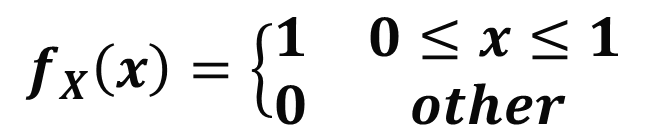 f_X(x) = { 1 0 ≤ x ≤ 1
0 other